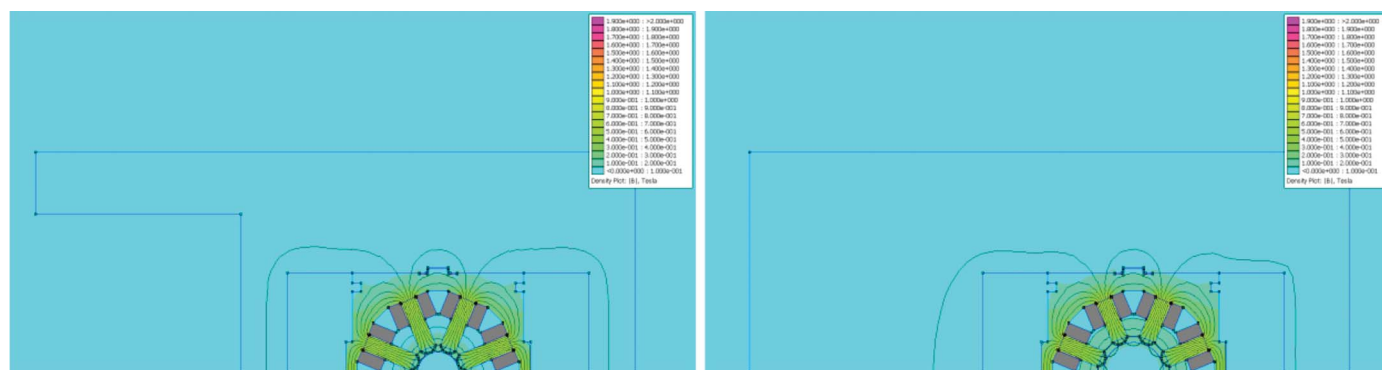 1.900e+000 : >2.000e+000
1.800e+000 : 1.900e+000
1.700e+000 : 1.800e+000
1.600e+000 : 1.700e+000
1.500e+000 : 1.600e+000
1.400e+000 : 1.500e+000
1.300e+000 : 1.400e+000
1.200e+000 : 1.300e+000
1.100e+000 : 1.200e+000
1.000e+000 : 1.100e+000
9.000e-001 : 1.000e+000
8.000e-001 : 9.000e-001
7.000e-001 : 8.000e-001
6.000e-001 : 7.000e-001
5.000e-001 : 6.000e-001
4.000e-001 : 5.000e-001
3.000e-001 : 4.000e-001
2.000e-001 : 3.000e-001
1.000e-001 : 2.000e-001
<0.000e+000 : 1.000e-001
Density Plot: |B|, Tesla
1.900e+000 : >2.000e+000
1.800e+000 : 1.900e+000
1.700e+000 : 1.800e+000
1.600e+000 : 1.700e+000
1.500e+000 : 1.600e+000
1.400e+000 : 1.500e+000
1.300e+000 : 1.400e+000
1.200e+000 : 1.300e+000
1.100e+000 : 1.200e+000
1.000e+000 : 1.100e+000
9.000e-001 : 1.000e+000
8.000e-001 : 9.000e-001
7.000e-001 : 8.000e-001
6.000e-001 : 7.000e-001
5.000e-001 : 6.000e-001
4.000e-001 : 5.000e-001
3.000e-001 : 4.000e-001
2.000e-001 : 3.000e-001
1.000e-001 : 2.000e-001
<0.000e+000 : 1.000e-001
Density Plot: |B|, Tesla